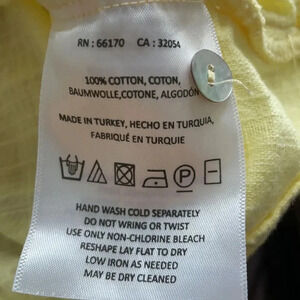 RN : 66170 CA : 32054
100% COTTON, COTON,
BAUMWOLLE,COTONE, ALGODÓN
MADE IN TURKEY, HECHO EN TURQUIA,
FABRIQUÉ EN TURQUIE
HAND WASH COLD SEPARATELY
DO NOT WRING OR TWIST
USE ONLY NON-CHLORINE BLEACH
RESHAPE LAY FLAT TO DRY
LOW IRON AS NEEDED
MAY BE DRY CLEANED